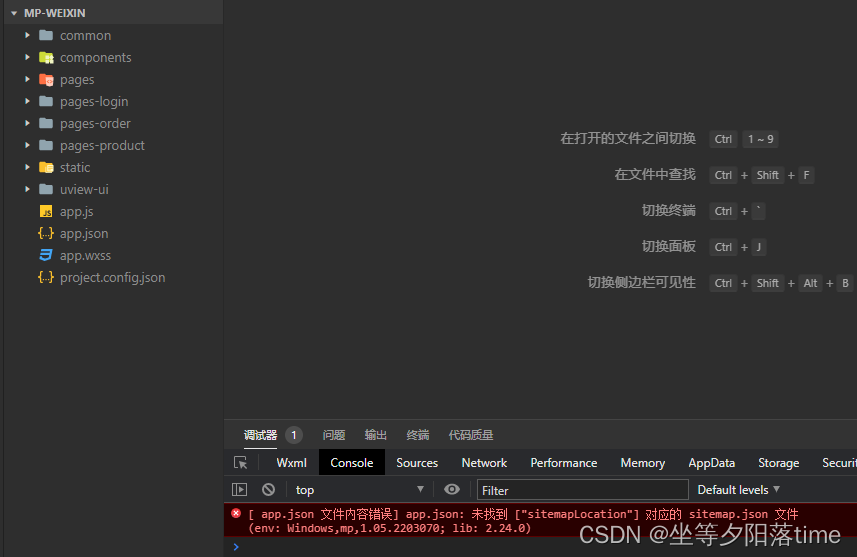 MP-WEIXIN
common
components
pages
pages-login
pages-order
pages-product
static
uview-ui
JS app.js
{..} app.json
app.wxss
{..} project.config.json
在打开的文件之间切换 Ctrl 1 ~ 9
在文件中查找 Ctrl + Shift + F
切换终端 Ctrl + `
切换面板 Ctrl + J
切换侧边栏可见性 Ctrl + Shift + Alt + B
调试器 1 问题 输出 终端 代码质量
Wxml Console Sources Network Performance Memory AppData Storage Securit
top Filter Default levels
[ app.json 文件内容错误] app.json: 未找到 ["sitemapLocation"] 对应的 sitemap.json 文件
(env: Windows,mp,1.05.2203070; lib: 2.24.0)
CSDN @坐等夕阳落time